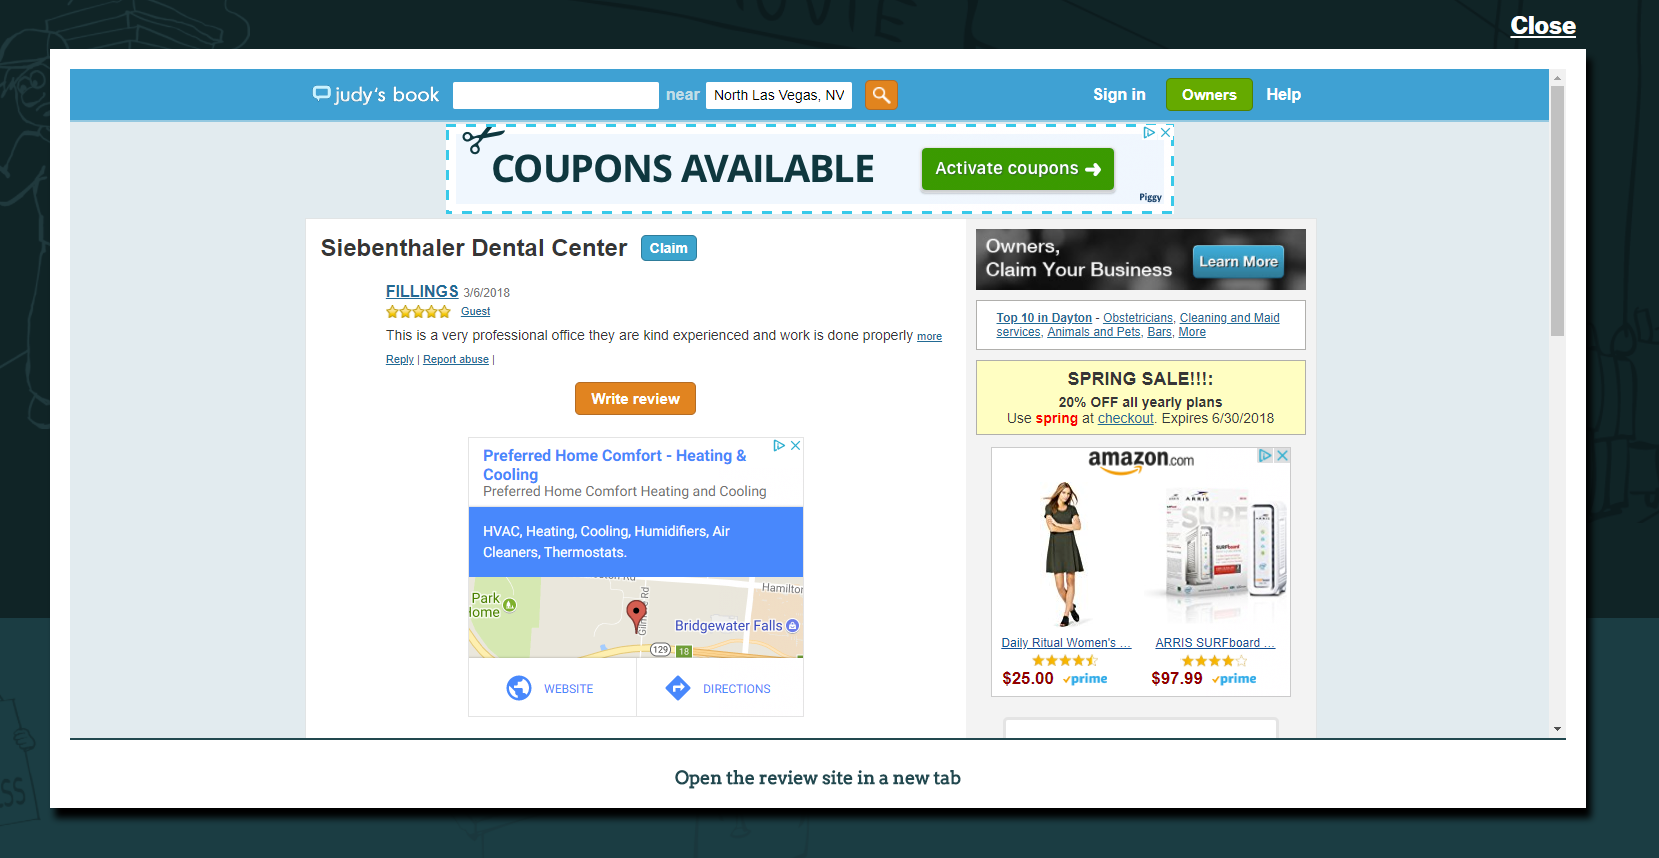 Close
judy's book
near
North Las Vegas, NV
Sign in
Owners
Help
COUPONS AVAILABLE
Activate coupons
Piggy
Siebenthaler Dental Center
Claim
FILLINGS 3/6/2018
Guest
This is a very professional office they are kind experienced and work is done properly more
Reply | Report abuse |
Write review
Preferred Home Comfort - Heating &
Cooling
Preferred Home Comfort Heating and Cooling
HVAC, Heating, Cooling, Humidifiers, Air
Cleaners, Thermostats.
Park
Hamilton
Bridgewater Falls
129
18
WEBSITE
DIRECTIONS
Owners,
Claim Your Business
Learn More
Top 10 in Dayton - Obstetricians, Cleaning and Maid
services, Animals and Pets, Bars, More
SPRING SALE!!!:
20% OFF all yearly plans
Use spring at checkout. Expires 6/30/2018
amazon.com
ARRIS
SURFboard
Daily Ritual Women's ...
$25.00 prime
ARRIS SURFboard ...
$97.99 prime
Open the review site in a new tab